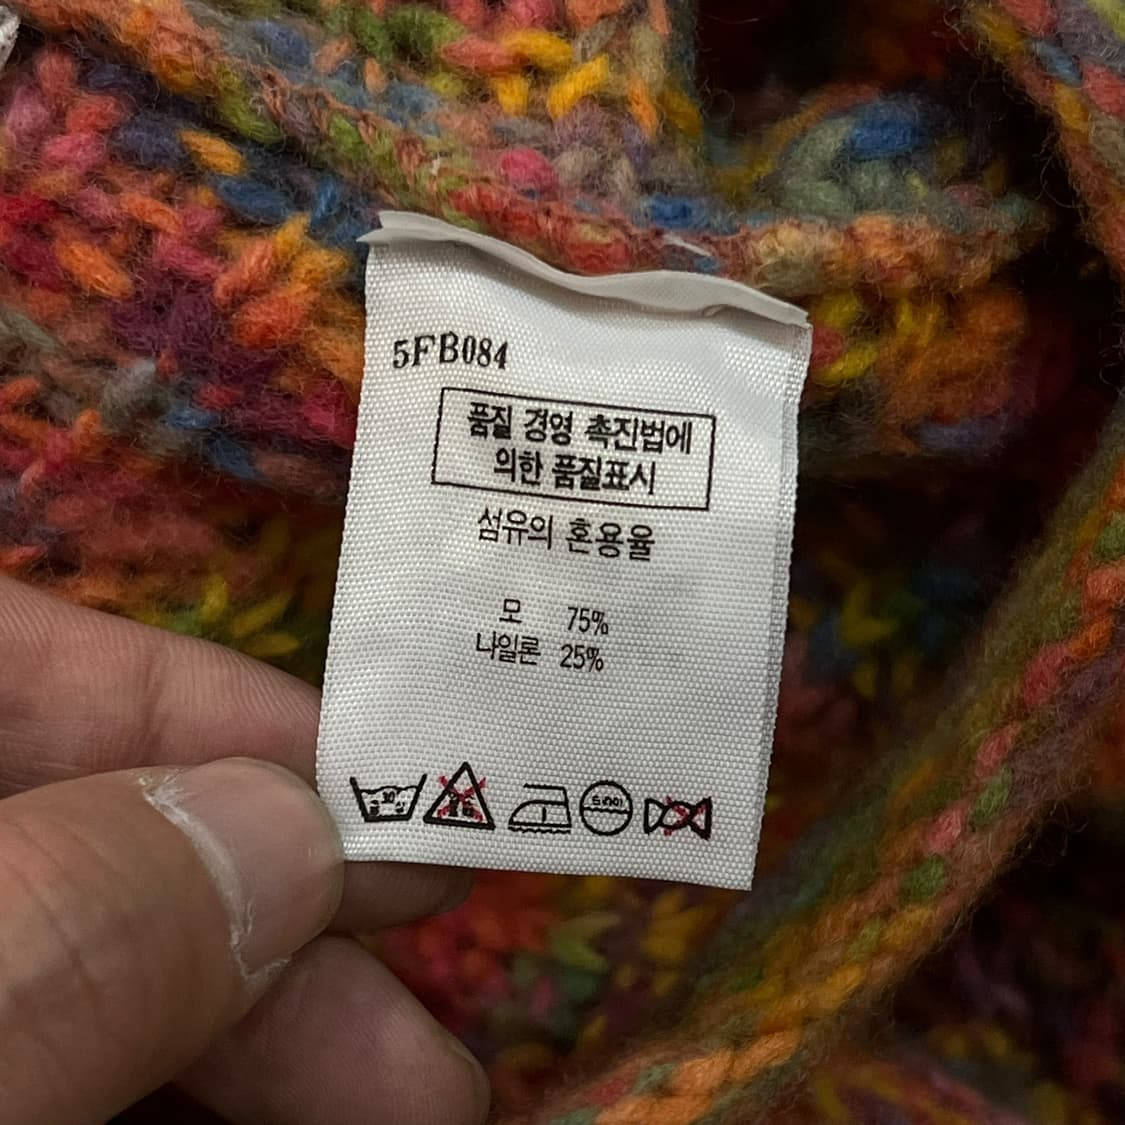 5FB084
품질 경영 촉진법에
의한 품질표시
섬유의 혼용율
모 75%
나일론 25%
30